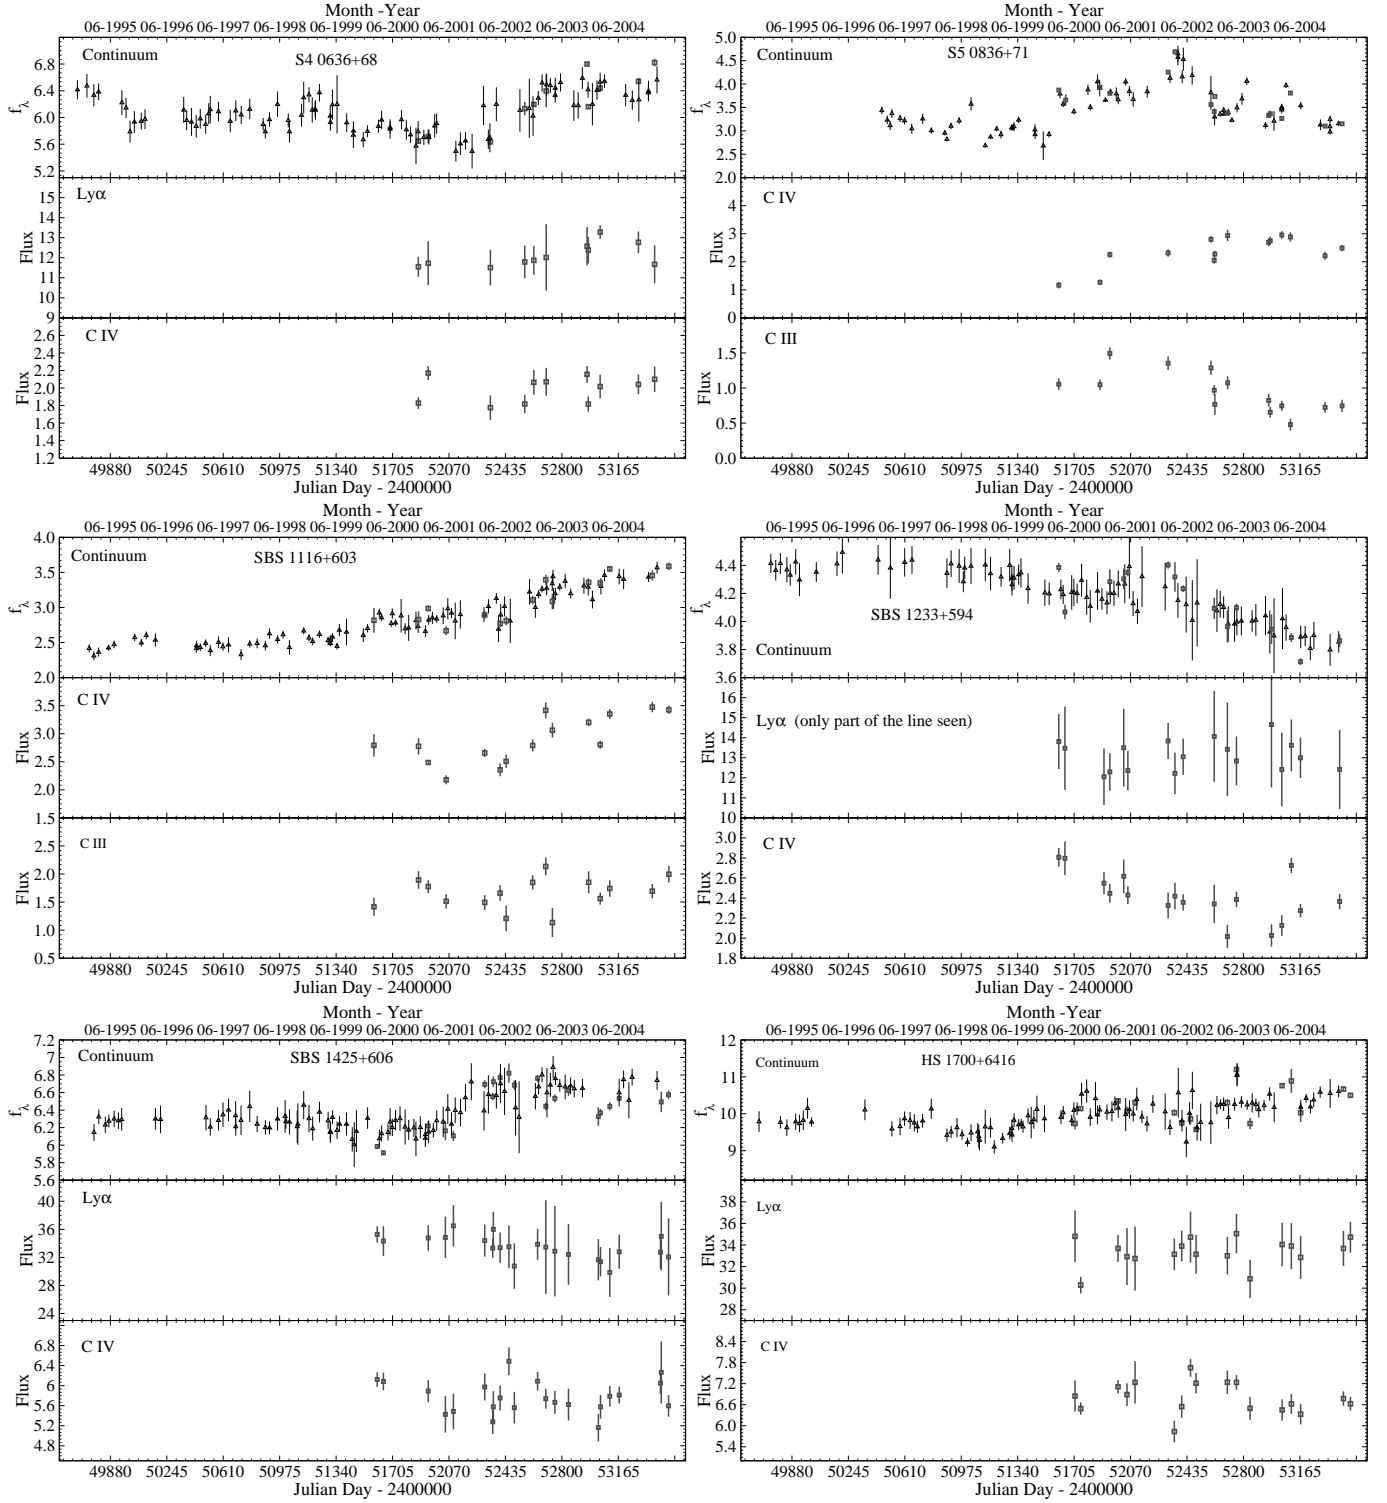 Month -Year
06-1995 06-1996 06-1997 06-1998 06-1999 06-2000 06-2001 06-2002 06-2003 06-2004
Continuum
S4 0636+68
fλ
6.8
6.4
6.0
5.6
5.2
Lyα
Flux
15
14
13
12
11
10
9
C IV
Flux
2.6
2.4
2.2
2.0
1.8
1.6
1.4
1.2
49880 50245 50610 50975 51340 51705 52070 52435 52800 53165
Julian Day - 2400000
Month - Year
06-1995 06-1996 06-1997 06-1998 06-1999 06-2000 06-2001 06-2002 06-2003 06-2004
Continuum
S5 0836+71
fλ
5.0
4.5
4.0
3.5
3.0
2.5
2.0
C IV
Flux
4
3
2
1
0
C III
Flux
1.5
1.0
0.5
0.0
49880 50245 50610 50975 51340 51705 52070 52435 52800 53165
Julian Day - 2400000
Month - Year
06-1995 06-1996 06-1997 06-1998 06-1999 06-2000 06-2001 06-2002 06-2003 06-2004
Continuum
SBS 1116+603
fλ
4.0
3.5
3.0
2.5
2.0
C IV
Flux
3.5
3.0
2.5
2.0
1.5
C III
Flux
2.5
2.0
1.5
1.0
0.5
49880 50245 50610 50975 51340 51705 52070 52435 52800 53165
Julian Day - 2400000
Month - Year
06-1995 06-1996 06-1997 06-1998 06-1999 06-2000 06-2001 06-2002 06-2003 06-2004
SBS 1233+594
Continuum
fλ
4.4
4.2
4.0
3.8
3.6
Lyα (only part of the line seen)
Flux
16
15
14
13
12
11
10
C IV
Flux
3.0
2.8
2.6
2.4
2.2
2.0
1.8
49880 50245 50610 50975 51340 51705 52070 52435 52800 53165
Julian Day - 2400000
Month - Year
06-1995 06-1996 06-1997 06-1998 06-1999 06-2000 06-2001 06-2002 06-2003 06-2004
Continuum
SBS 1425+606
fλ
7.2
7
6.8
6.6
6.4
6.2
6
5.8
5.6
Lyα
Flux
40
36
32
28
24
C IV
Flux
6.8
6.4
6
5.6
5.2
4.8
49880 50245 50610 50975 51340 51705 52070 52435 52800 53165
Julian Day - 2400000
Month - Year
06-1995 06-1996 06-1997 06-1998 06-1999 06-2000 06-2001 06-2002 06-2003 06-2004
Continuum
HS 1700+6416
fλ
12
11
10
9
Lyα
Flux
38
36
34
32
30
28
C IV
Flux
8.4
7.8
7.2
6.6
6.0
5.4
49880 50245 50610 50975 51340 51705 52070 52435 52800 53165
Julian Day - 2400000